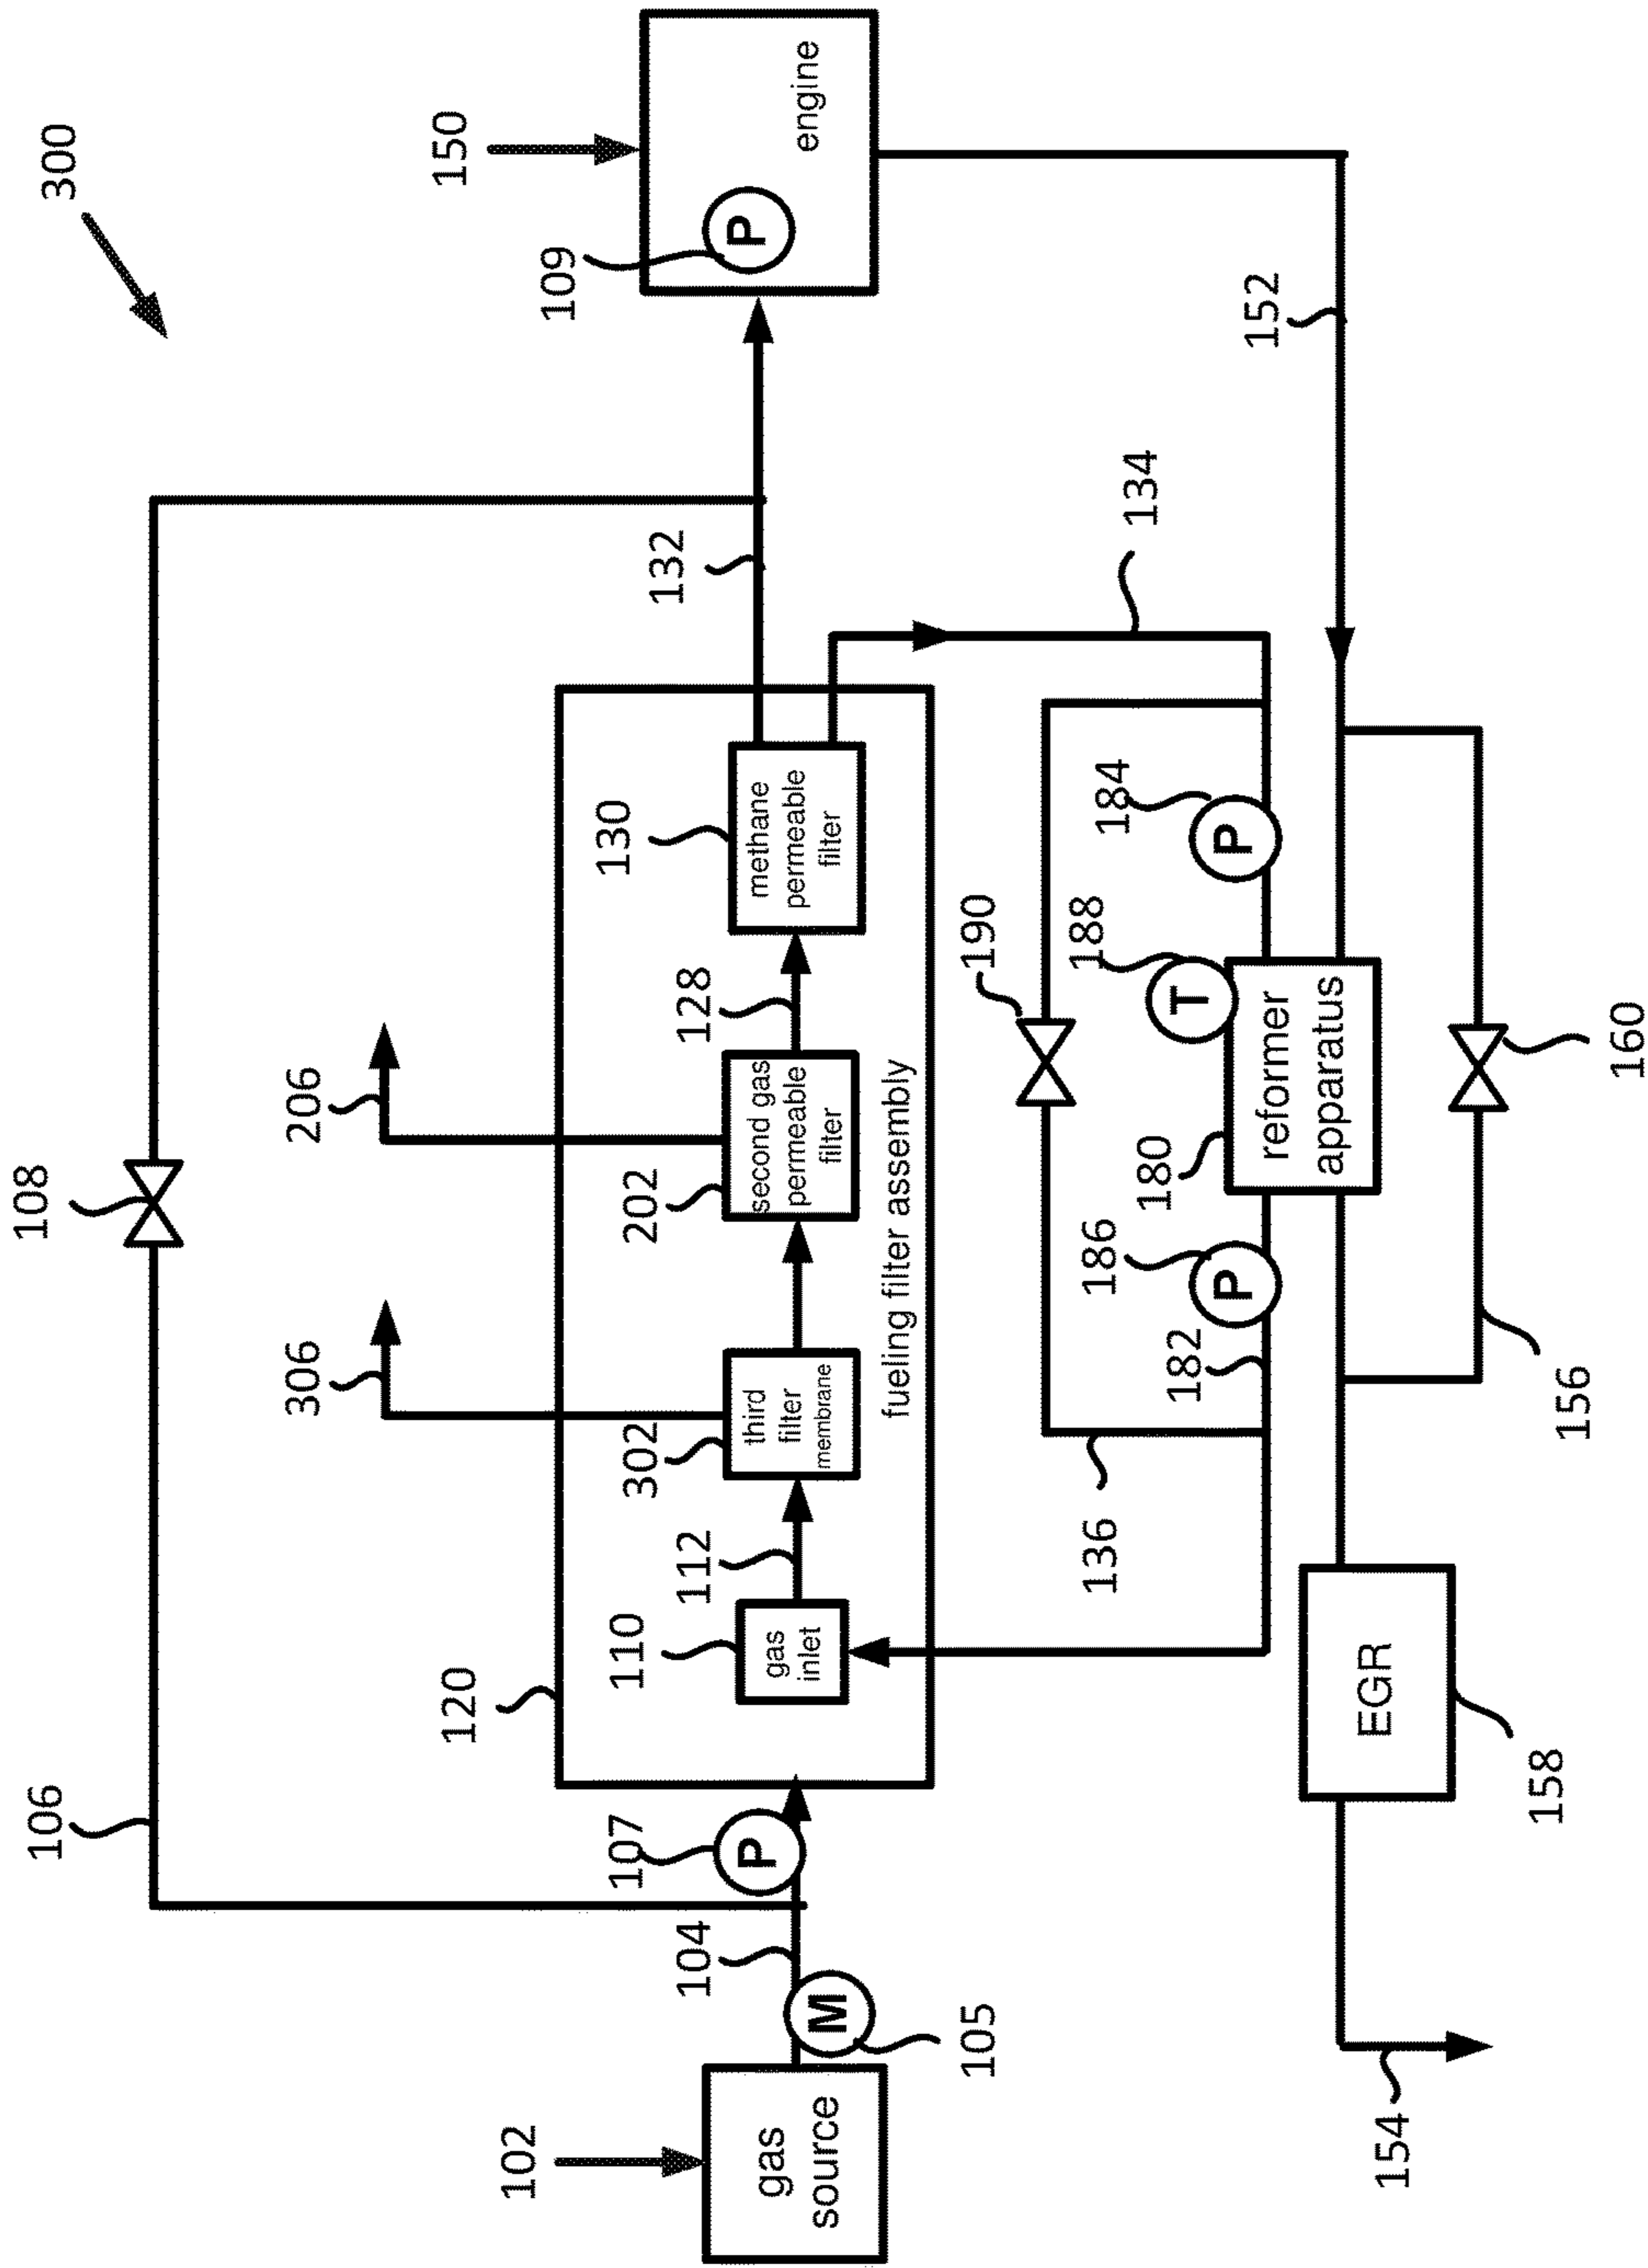 300
106
108
102
gas
source
105
M
104
107
P
120
110
gas
inlet
112
306
302
third
filter
membrane
206
202
second gas
permeable
filter
128
130
methane
permeable
filter
fueling filter assembly
132
109
P
150
engine
134
190
136
182
186
P
180
188
T
184
P
reformer
apparatus
152
154
158
EGR
156
160